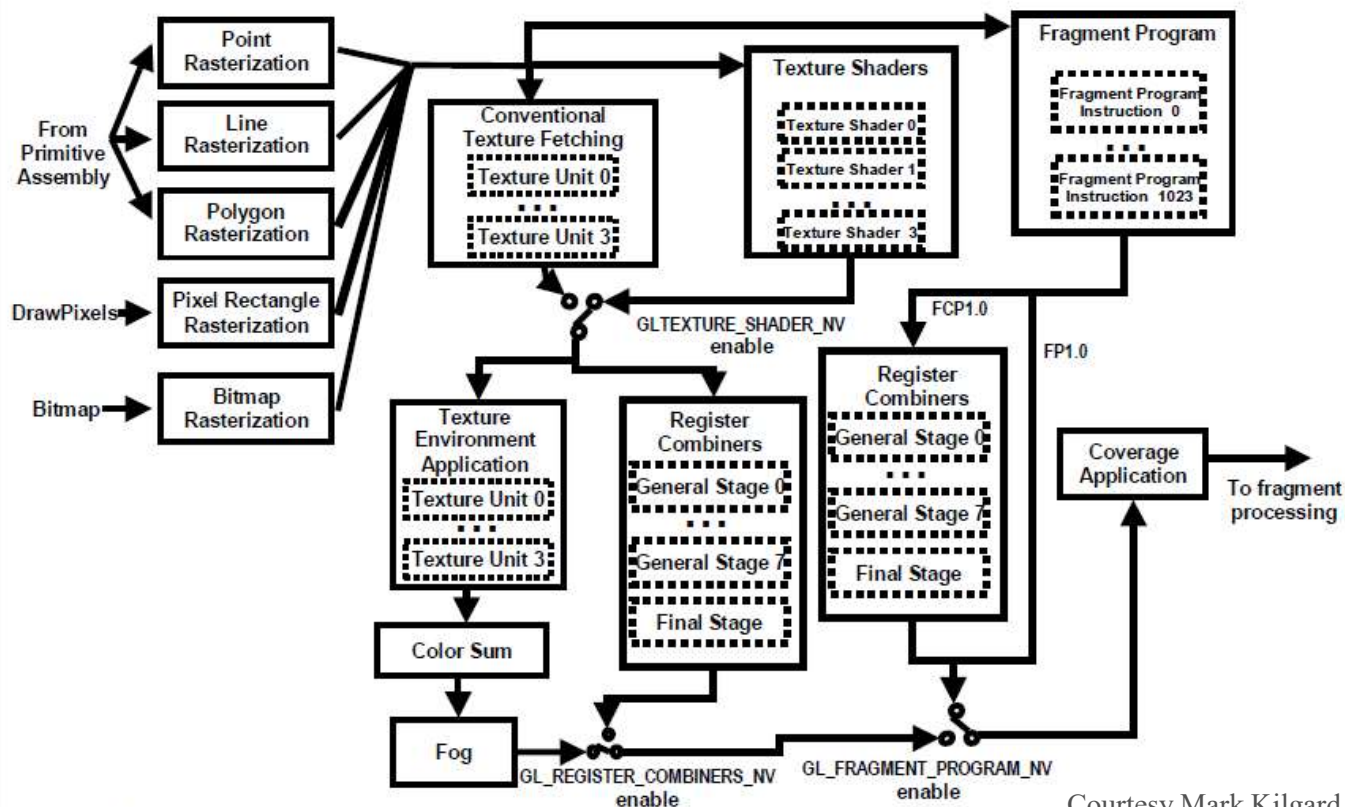 From
Primitive
Assembly
Point
Rasterization
Line
Rasterization
Polygon
Rasterization
DrawPixels
Pixel Rectangle
Rasterization
Bitmap
Bitmap
Rasterization
Conventional
Texture Fetching
Texture Unit 0
...
Texture Unit 3
Texture Shaders
Texture Shader 0
Texture Shader 1
...
Texture Shader 3
Fragment Program
Fragment Program
Instruction 0
...
Fragment Program
Instruction 1023
GLTEXTURE_SHADER_NV
enable
FCP1.0
FP1.0
Texture
Environment
Application
Texture Unit 0
...
Texture Unit 3
Color Sum
Fog
Register
Combiners
General Stage 0
...
General Stage 7
Final Stage
Register
Combiners
General Stage 0
...
General Stage 7
Final Stage
Coverage
Application
To fragment
processing
GL_REGISTER_COMBINERS_NV
enable
GL_FRAGMENT_PROGRAM_NV
enable
Courtesy Mark Kilgard